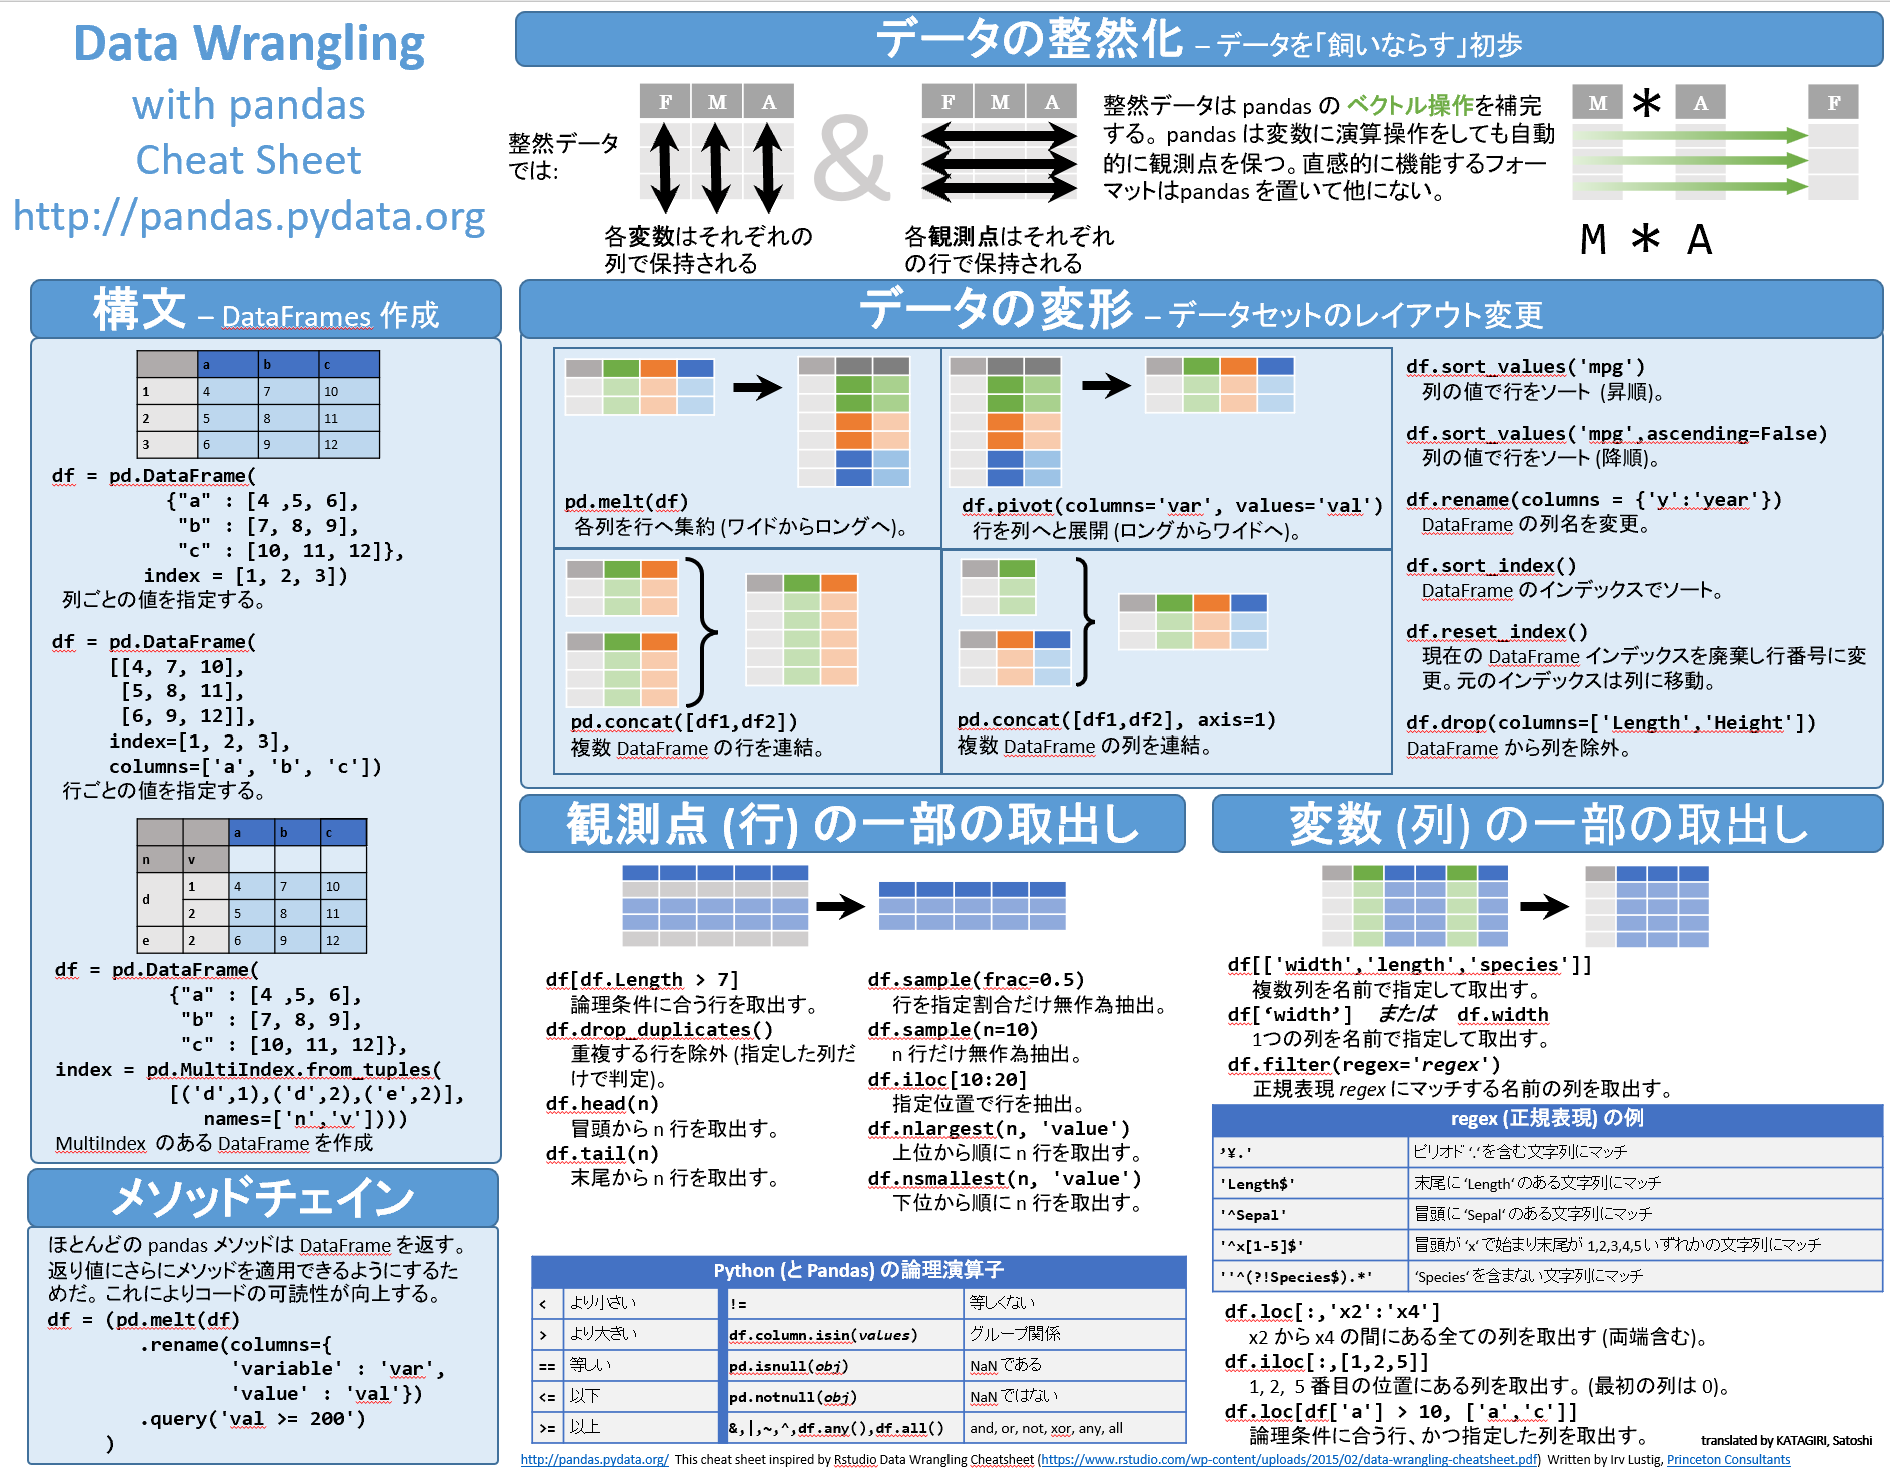 Data Wrangling
with pandas
Cheat Sheet
http://pandas.pydata.org
データの整然化 – データを「飼いならす」初歩
整然データ
では:
F M A
&
F M A
各変数はそれぞれの
列で保持される
各観測点はそれぞれ
の行で保持される
整然データは pandas の ベクトル操作を補完
する。 pandas は変数に演算操作をしても自動
的に観測点を保つ。直感的に機能するフォー
マットはpandas を置いて他にない。
M * A F
M * A
構文 – DataFrames 作成
a b c
1 4 7 10
2 5 8 11
3 6 9 12
df = pd.DataFrame(
{"a" : [4 ,5, 6],
"b" : [7, 8, 9],
"c" : [10, 11, 12]},
index = [1, 2, 3])
列ごとの値を指定する。
df = pd.DataFrame(
[[4, 7, 10],
[5, 8, 11],
[6, 9, 12]],
index=[1, 2, 3],
columns=['a', 'b', 'c'])
行ごとの値を指定する。
a b c
n v
d 1 4 7 10
2 5 8 11
e 2 6 9 12
df = pd.DataFrame(
{"a" : [4 ,5, 6],
"b" : [7, 8, 9],
"c" : [10, 11, 12]},
index = pd.MultiIndex.from_tuples(
[('d',1),('d',2),('e',2)],
names=['n','v'])))
MultiIndex のある DataFrame を作成
メソッドチェイン
ほとんどの pandas メソッドは DataFrame を返す。
返り値にさらにメソッドを適用できるようにするた
めだ。 これによりコードの可読性が向上する。
df = (pd.melt(df)
.rename(columns={
'variable' : 'var',
'value' : 'val'})
.query('val >= 200')
)
データの変形 – データセットのレイアウト変更
pd.melt(df)
各列を行へ集約 (ワイドからロングへ)。
df.pivot(columns='var', values='val')
行を列へと展開 (ロングからワイドへ)。
pd.concat([df1,df2])
複数 DataFrame の行を連結。
pd.concat([df1,df2], axis=1)
複数 DataFrame の列を連結。
df.sort_values('mpg')
列の値で行をソート (昇順)。
df.sort_values('mpg',ascending=False)
列の値で行をソート (降順)。
df.rename(columns = {'y':'year'})
DataFrame の列名を変更。
df.sort_index()
DataFrame のインデックスでソート。
df.reset_index()
現在の DataFrame インデックスを廃棄し行番号に変
更。元のインデックスは列に移動。
df.drop(columns=['Length','Height'])
DataFrame から列を除外。
観測点 (行) の一部の取出し
df[df.Length > 7]
論理条件に合う行を取出す。
df.drop_duplicates()
重複する行を除外 (指定した列だ
けで判定)。
df.head(n)
冒頭から n 行を取出す。
df.tail(n)
末尾から n 行を取出す。
df.sample(frac=0.5)
行を指定割合だけ無作為抽出。
df.sample(n=10)
n 行だけ無作為抽出。
df.iloc[10:20]
指定位置で行を抽出。
df.nlargest(n, 'value')
上位から順に n 行を取出す。
df.nsmallest(n, 'value')
下位から順に n 行を取出す。
Python (と Pandas) の論理演算子
< より小さい != 等しくない
> より大きい df.column.isin(values) グループ関係
== 等しい pd.isnull(obj) NaN である
<= 以下 pd.notnull(obj) NaN ではない
>= 以上 &,|,~,^,df.any(),df.all() and, or, not, xor, any, all
変数 (列) の一部の取出し
df[['width','length','species']]
複数列を名前で指定して取出す。
df[‘width’] または df.width
1つの列を名前で指定して取出す。
df.filter(regex='regex')
正規表現 regex にマッチする名前の列を取出す。
regex (正規表現) の例
’¥.' ピリオド ‘.‘ を含む文字列にマッチ
'Length$' 末尾に ‘Length‘ のある文字列にマッチ
'^Sepal' 冒頭に ‘Sepal‘ のある文字列にマッチ
'^x[1-5]$' 冒頭が ‘x‘ で始まり末尾が 1,2,3,4,5 いずれかの文字列にマッチ
''^(?!Species$).*' ‘Species‘ を含まない文字列にマッチ
df.loc[:,'x2':'x4']
x2 から x4 の間にある全ての列を取出す (両端含む)。
df.iloc[:,[1,2,5]]
1, 2, 5 番目の位置にある列を取出す。 (最初の列は 0)。
df.loc[df['a'] > 10, ['a','c']]
論理条件に合う行、かつ指定した列を取出す。
translated by KATAGIRI, Satoshi
http://pandas.pydata.org/ This cheat sheet inspired by Rstudio Data Wrangling Cheatsheet (https://www.rstudio.com/wp-content/uploads/2015/02/data-wrangling-cheatsheet.pdf) Written by Irv Lustig, Princeton Consultants